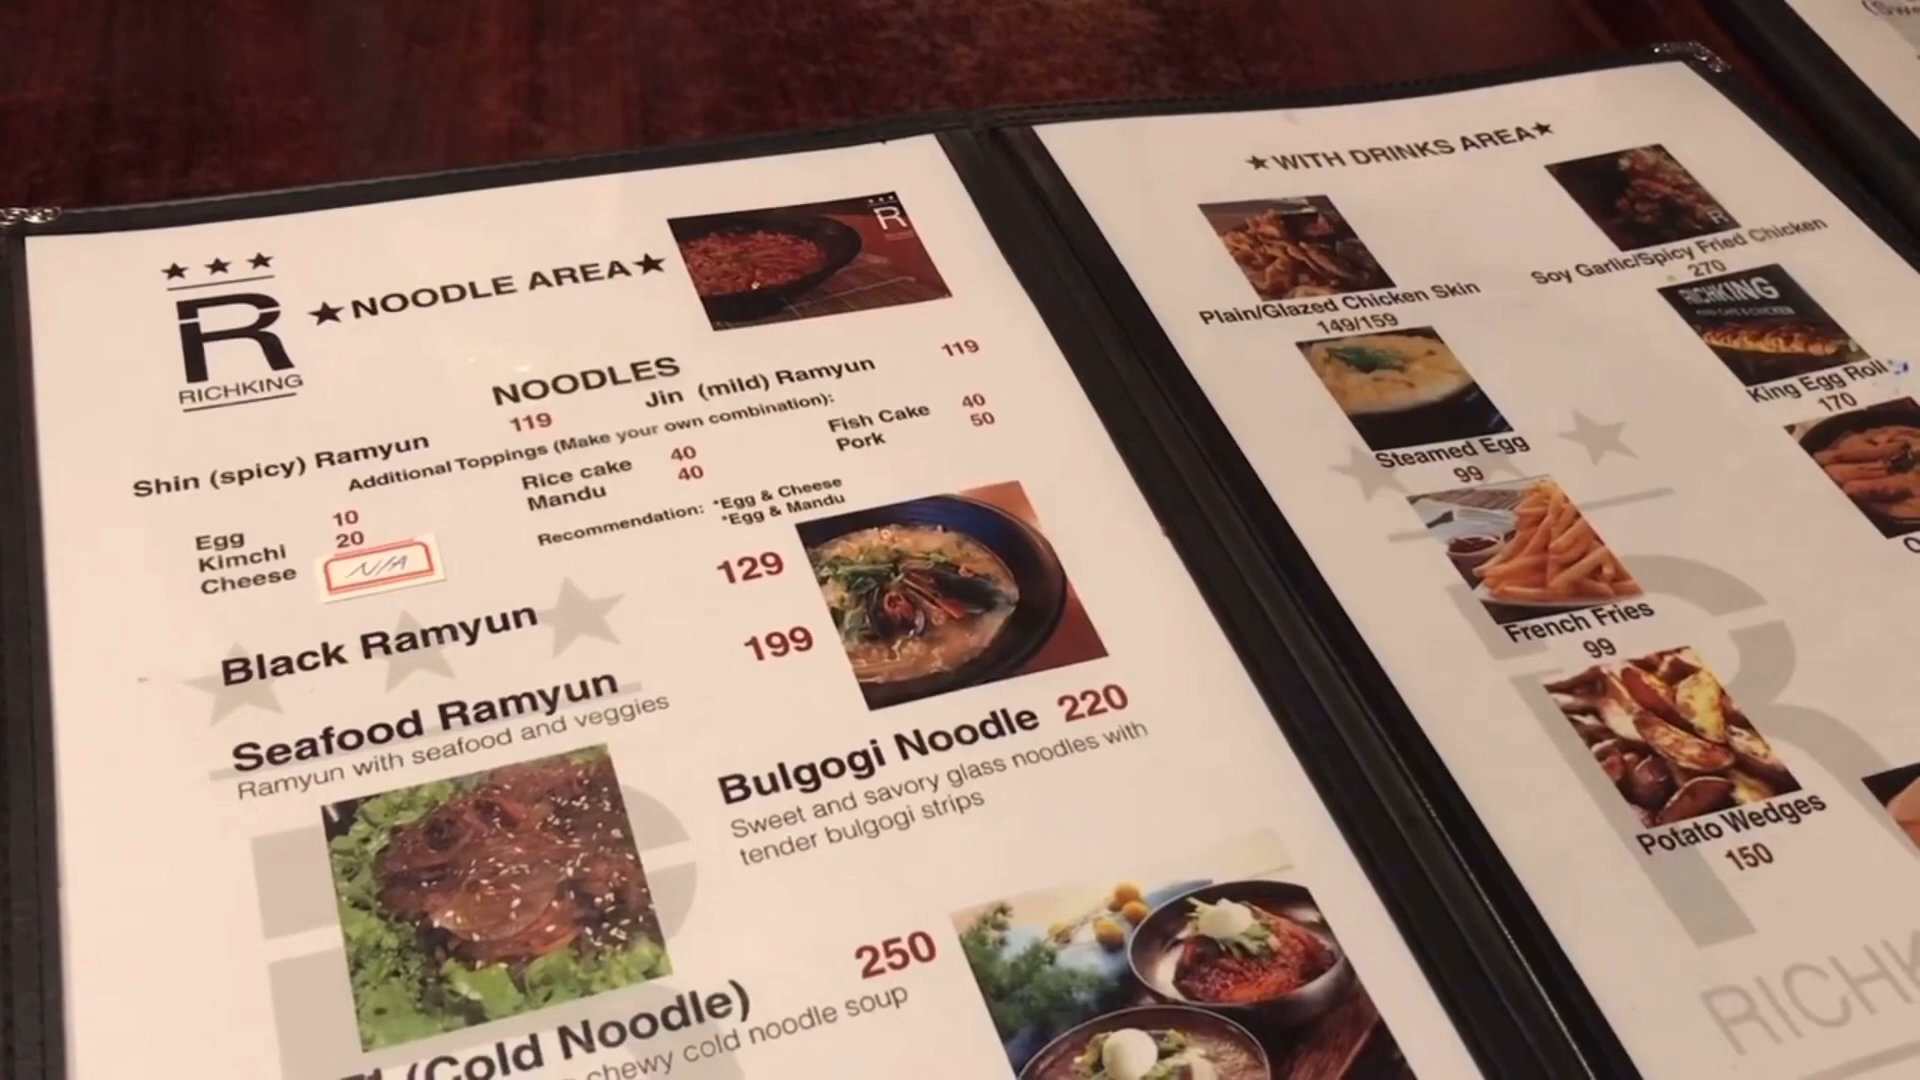 ★NOODLE AREA★
R
RICHKING
R
NOODLES
Shin (spicy) Ramyun 119 Jin (mild) Ramyun 119
Additional Toppings (Make your own combination):
Egg 10 Rice cake 40 Fish Cake 40
Kimchi 20 Mandu 40 Pork 50
Cheese N/A
Recommendation: *Egg & Cheese
*Egg & Mandu
Black Ramyun 129
Seafood Ramyun 199
Ramyun with seafood and veggies
Bulgogi Noodle 220
Sweet and savory glass noodles with
tender bulgogi strips
(Cold Noodle) 250
chewy cold noodle soup
★WITH DRINKS AREA★
Plain/Glazed Chicken Skin
149/159
Soy Garlic/Spicy Fried Chicken
270
R
Steamed Egg
99
RICHKING
King Egg Roll
170
French Fries
99
Potato Wedges
150
RICHK